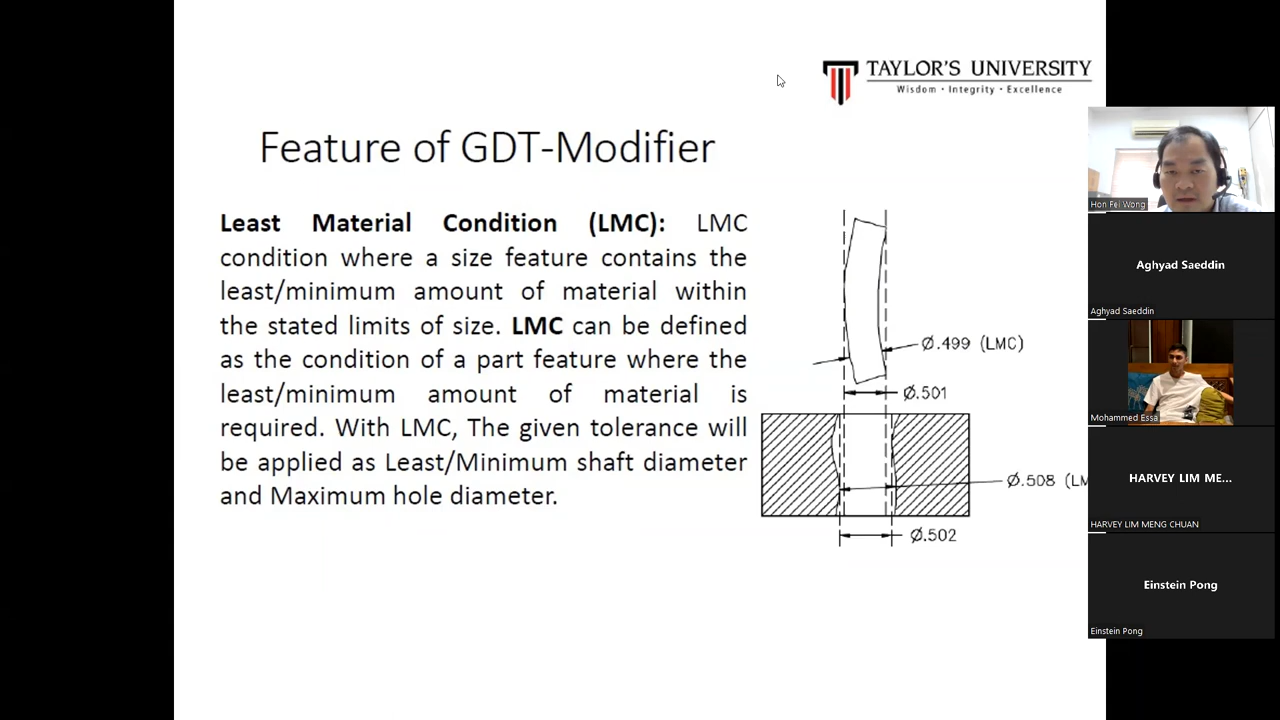 TAYLOR'S UNIVERSITY
Wisdom • Integrity • Excellence
Feature of GDT-Modifier
Least Material Condition (LMC): LMC
condition where a size feature contains the
least/minimum amount of material within
the stated limits of size. LMC can be defined
as the condition of a part feature where the
least/minimum amount of material is
required. With LMC, The given tolerance will
be applied as Least/Minimum shaft diameter
and Maximum hole diameter.
Ø.499 (LMC)
Ø.501
Ø.508 (LM
Ø.502
Hon Fei Wong
Aghyad Saeddin
Aghyad Saeddin
Mohammed Essa
HARVEY LIM ME...
HARVEY LIM MENG CHUAN
Einstein Pong
Einstein Pong